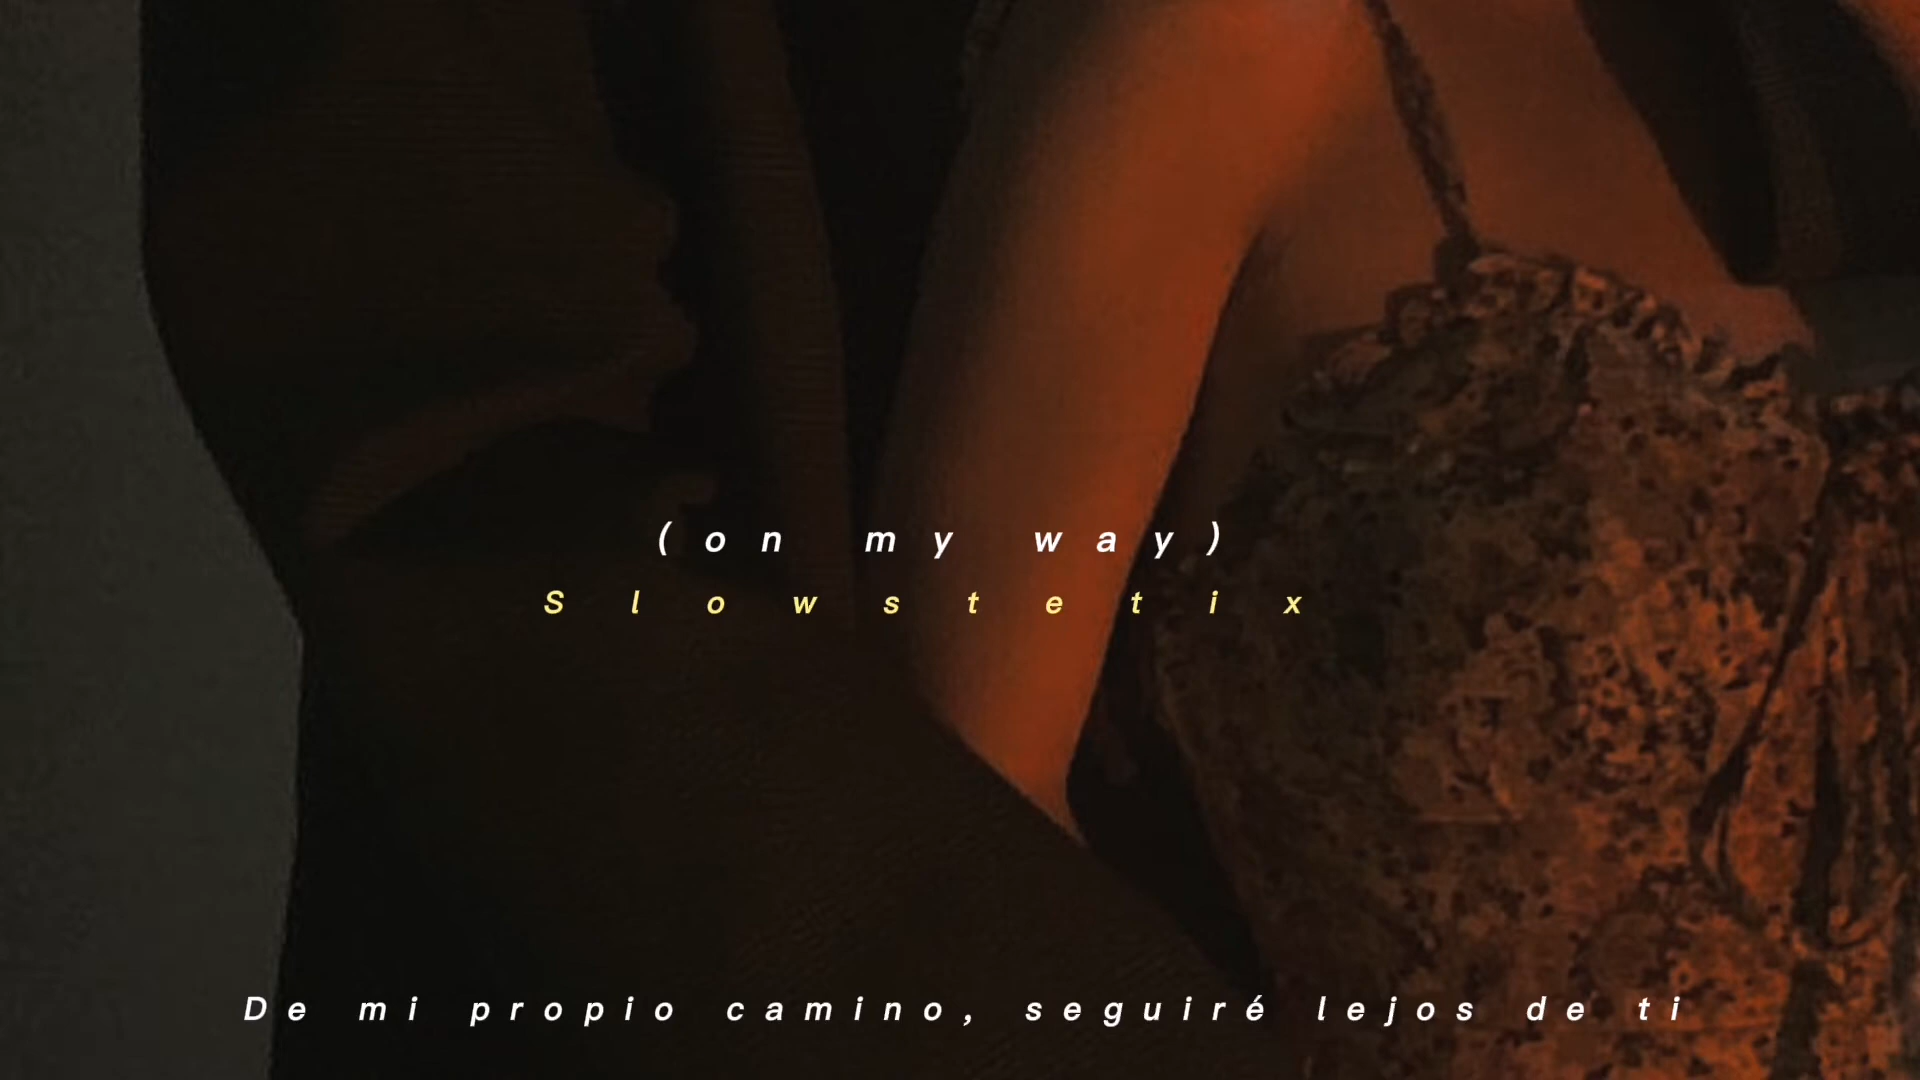 (on my way)
Slowstetix
De mi propio camino, seguiré lejos de ti